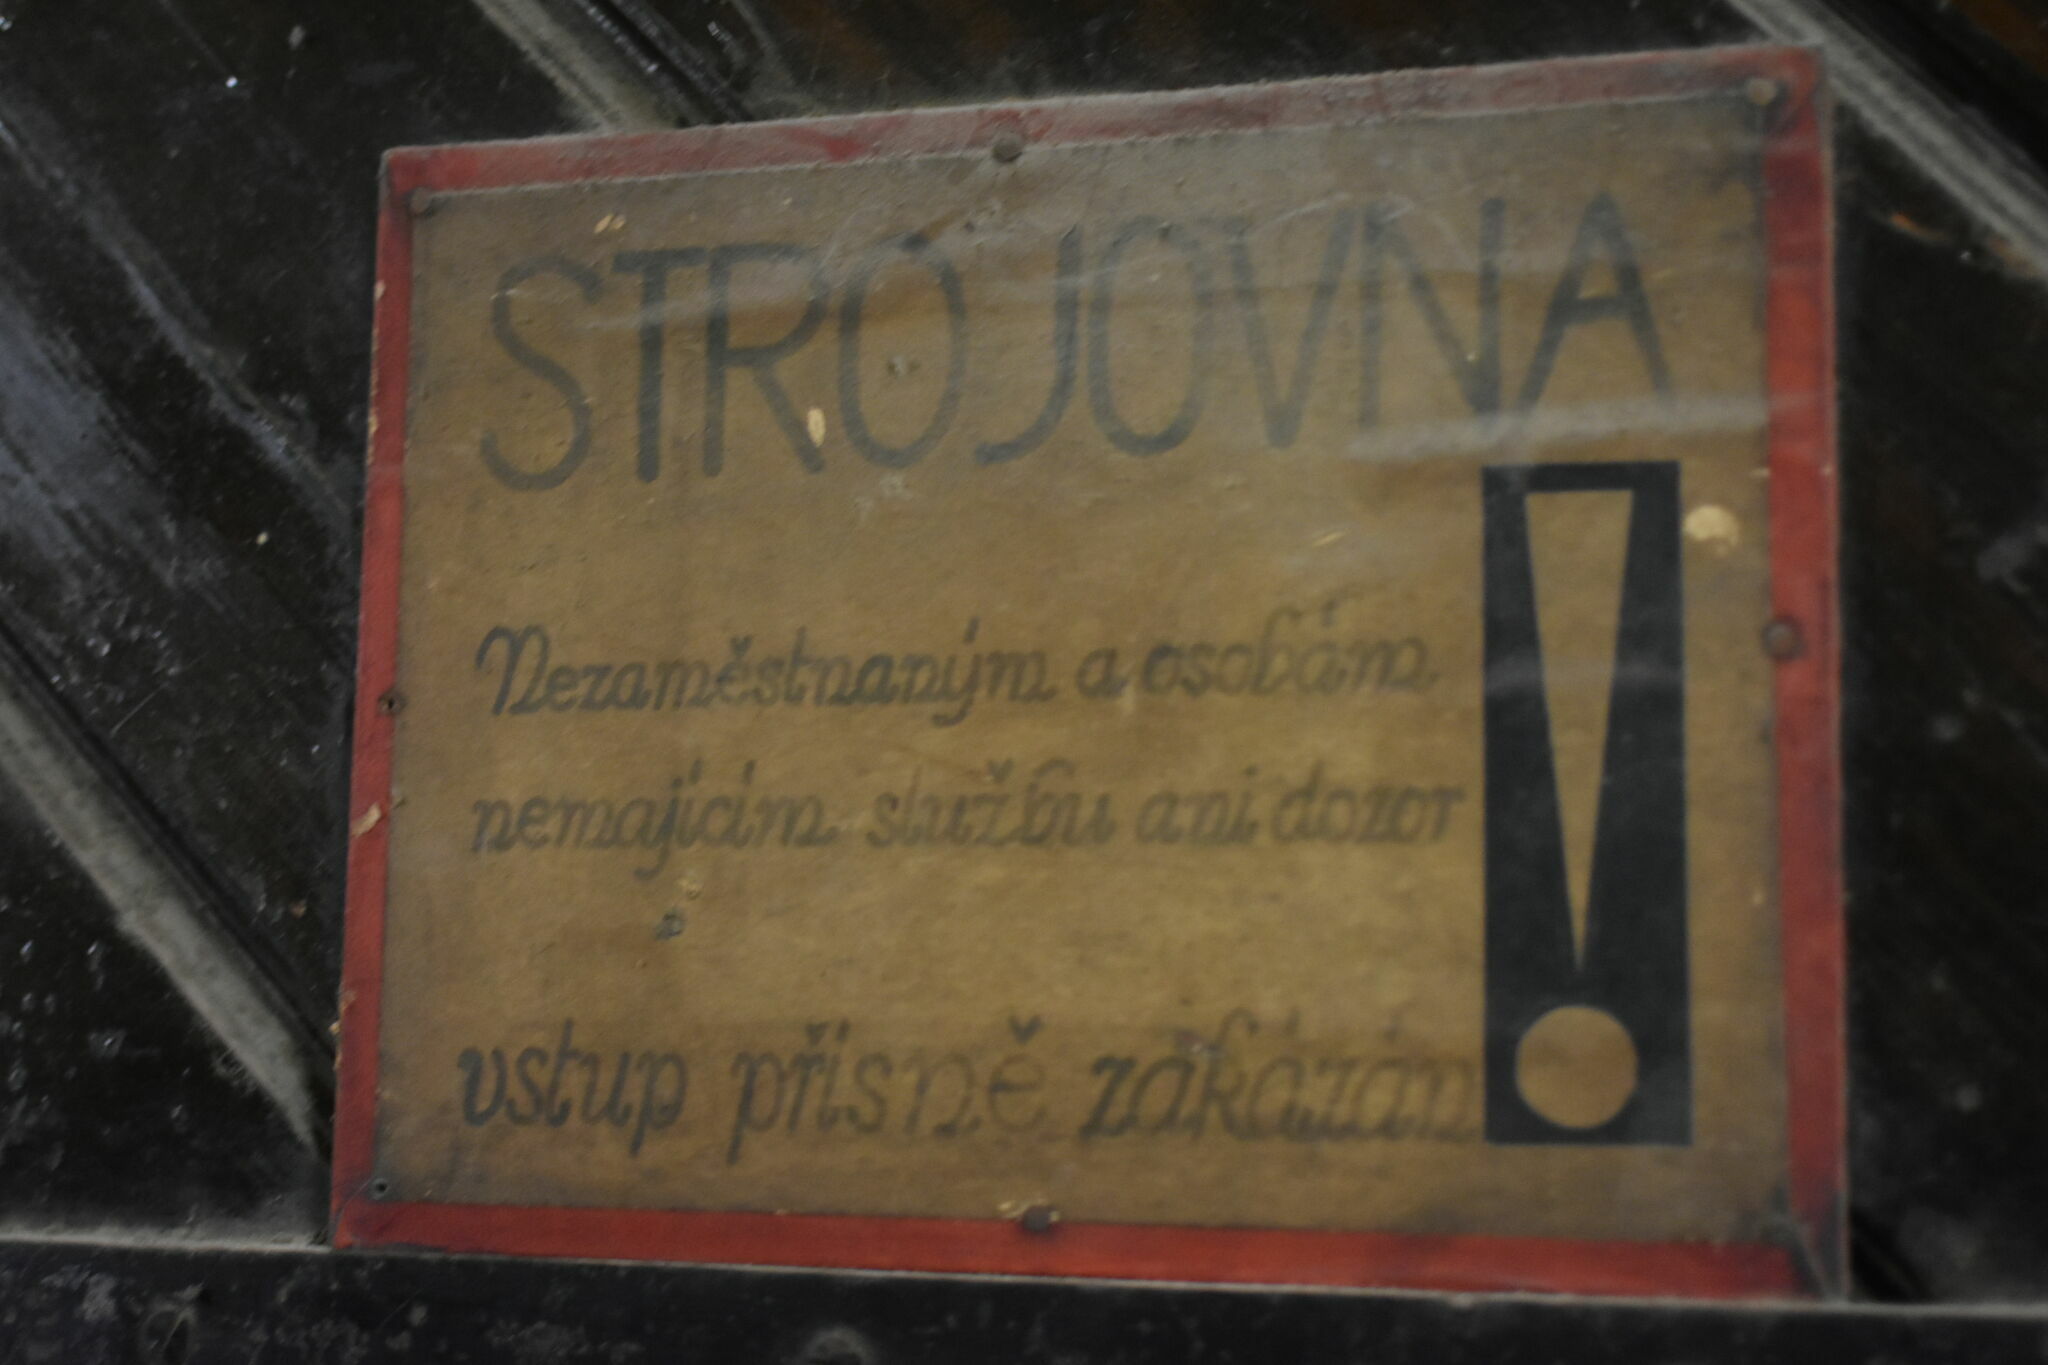 STROJOVNA
Nezaměstnaným a osobám
nemajícím službu ani dozor
vstup přísně zakázán!